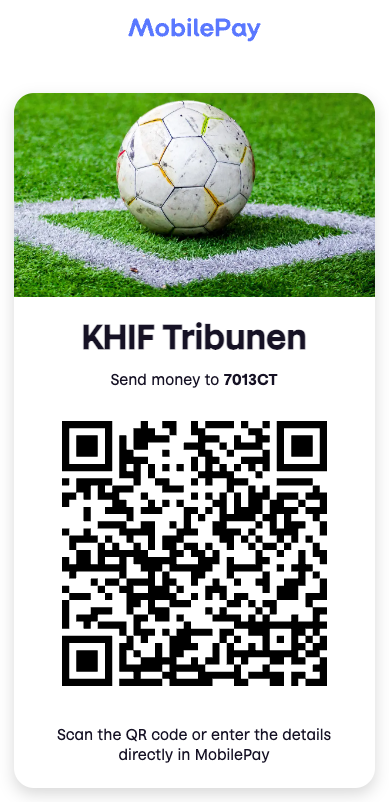 MobilePay
KHIF Tribunen
Send money to 7013CT
Scan the QR code or enter the details
directly in MobilePay